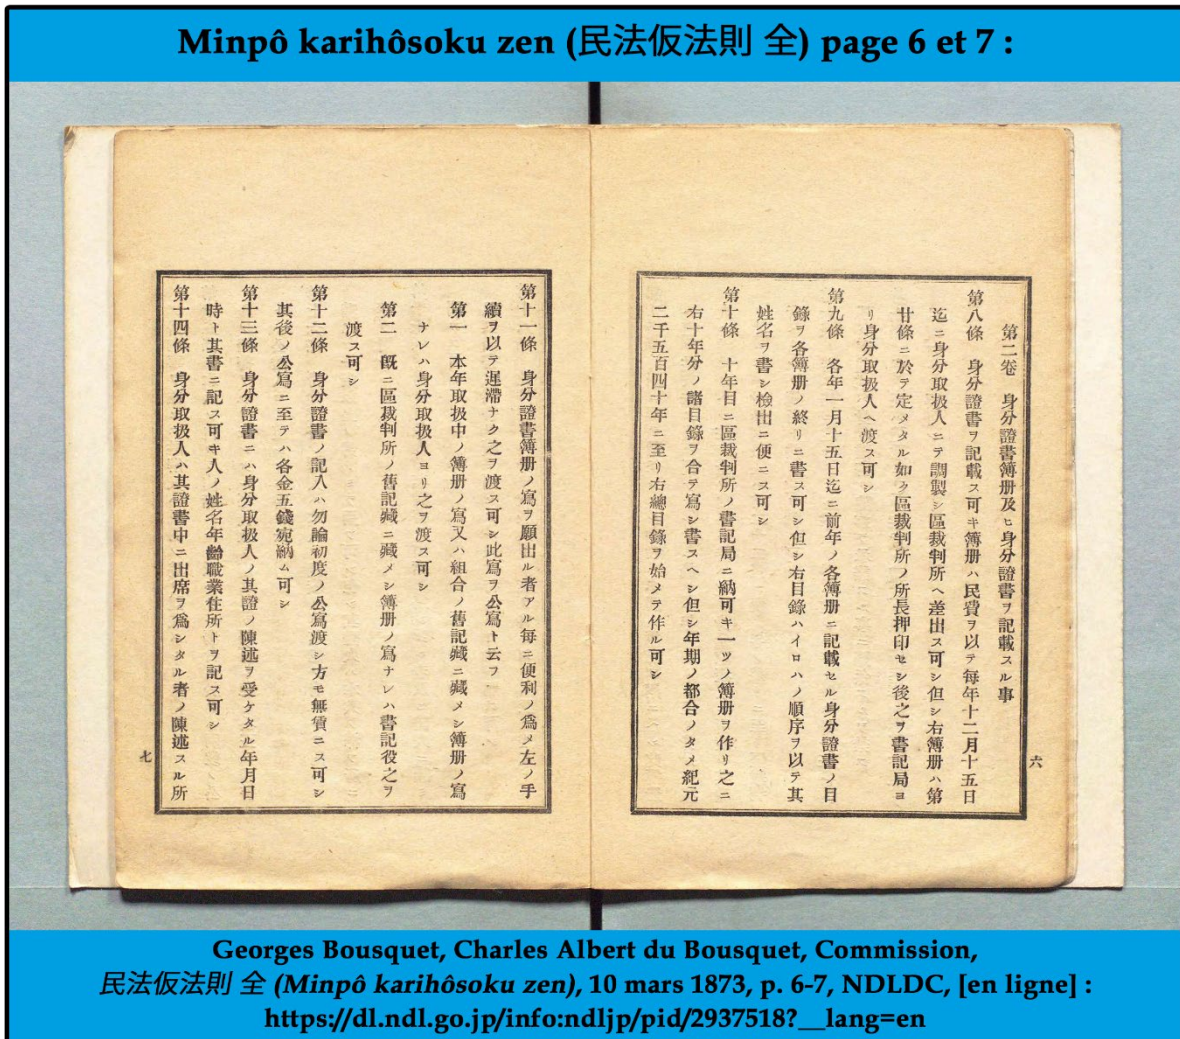 Minpô karihôsoku zen (民法仮法則 全) page 6 et 7 :
第二卷　身分證書簿册及ヒ身分證書ヲ記載スル事
第八條　身分證書ヲ記載ス可キ簿册ハ民費ヲ以テ每年十二月十五日
迄ニ身分取扱人ニテ調製シ區裁判所ヘ差出ス可シ但シ右簿册ハ第
廿條ニ於テ定メタル如ク區裁判所ノ所長押印セシ後之ヲ書記局ヨ
リ身分取扱人ヘ渡ス可シ
第九條　各年一月十五日迄ニ前年ノ各簿册ニ記載セル身分證書ノ目
錄ヲ各簿册ノ終リニ書ス可シ但シ右目錄ハイロハノ順序ヲ以テ其
姓名ヲ書シ檢出ニ便ニス可シ
第十條　十年目ニ區裁判所ノ書記局ニ納可キ一ツノ簿册ヲ作リ之ニ
右十年分ノ諸目錄ヲ合テ寫シ書スヘシ但シ年期ノ都合ノタメ紀元
二千五百四十年ニ至リ右總目錄ヲ始メテ作ル可シ
六
第十一條　身分證書簿册ノ寫ヲ願出ル者アル每ニ便利ノ爲メ左ノ手
續ヲ以テ遲滯ナク之ヲ渡ス可シ此寫ヲ公寫ト云フ
第一　本年取扱中ノ簿册ノ寫又ハ組合ノ舊記藏ニ藏メシ簿册ノ寫
ナレハ身分取扱人ヨリ之ヲ渡ス可シ
第二　既ニ區裁判所ノ舊記藏ニ藏メシ簿册ノ寫ナレハ書記役之ヲ
渡ス可シ
第十二條　身分證書ノ記入ハ勿論初度ノ公寫渡シ方モ無賃ニス可シ
其後ノ公寫ニ至テハ各金五錢宛納ム可シ
第十三條　身分證書ニハ身分取扱人ノ其證ノ陳述ヲ受ケタル年月日
時ト其書ニ記ス可キ人ノ姓名年齡職業住所トヲ記ス可シ
第十四條　身分取扱人ハ其證書中ニ出席ヲ爲シタル者ノ陳述スル所
七
Georges Bousquet, Charles Albert du Bousquet, Commission,
民法仮法則 全 (Minpô karihôsoku zen), 10 mars 1873, p. 6-7, NDLDC, [en ligne] :
https://dl.ndl.go.jp/info:ndljp/pid/2937518?__lang=en